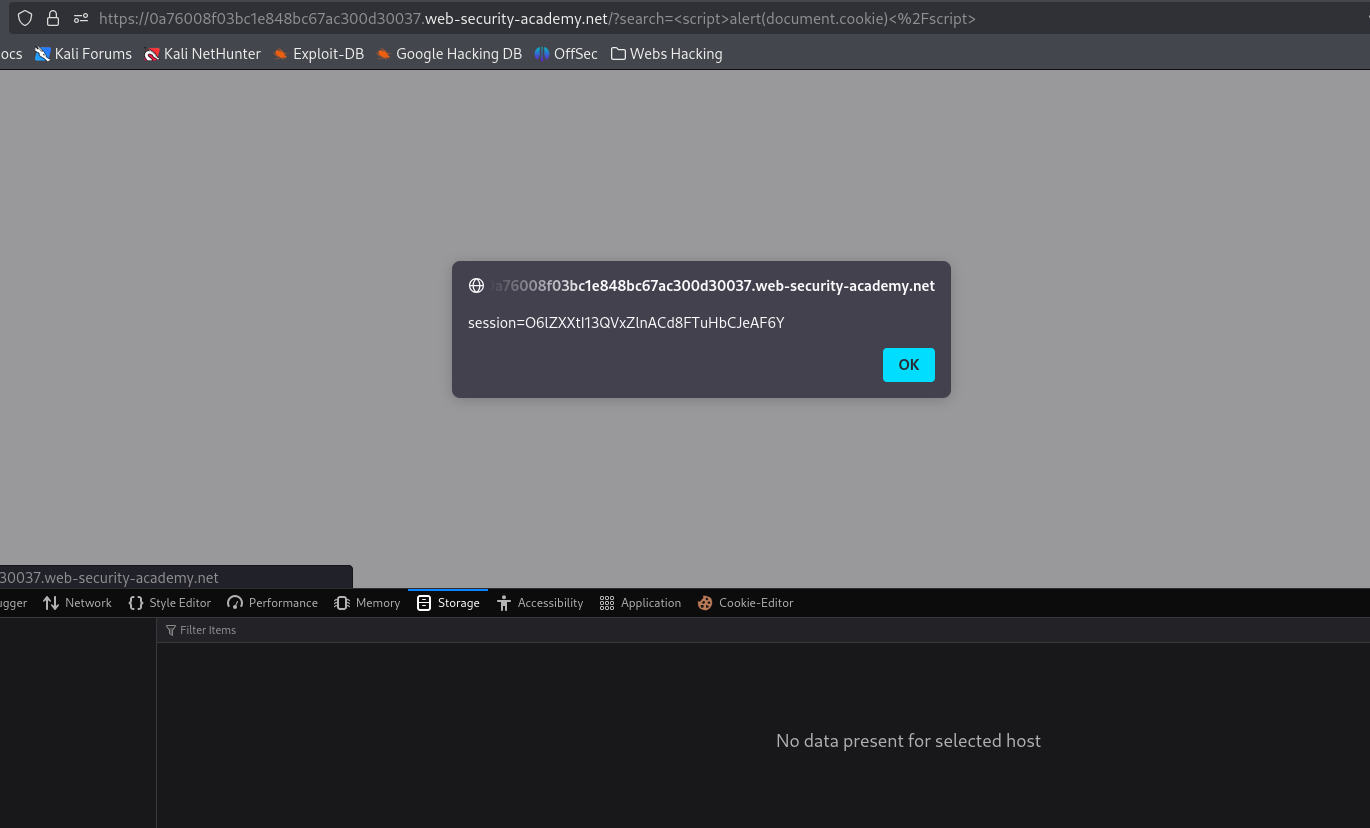 https://0a76008f03bc1e848bc67ac300d30037.web-security-academy.net/?search=<script>alert(document.cookie)<%2Fscript>
ocs Kali Forums Kali NetHunter Exploit-DB Google Hacking DB OffSec Webs Hacking
a76008f03bc1e848bc67ac300d30037.web-security-academy.net
session=O6lZXXtI13QVxZlnACd8FTuHbCJeAF6Y
OK
30037.web-security-academy.net
ugger Network Style Editor Performance Memory Storage Accessibility Application Cookie-Editor
Filter Items
No data present for selected host